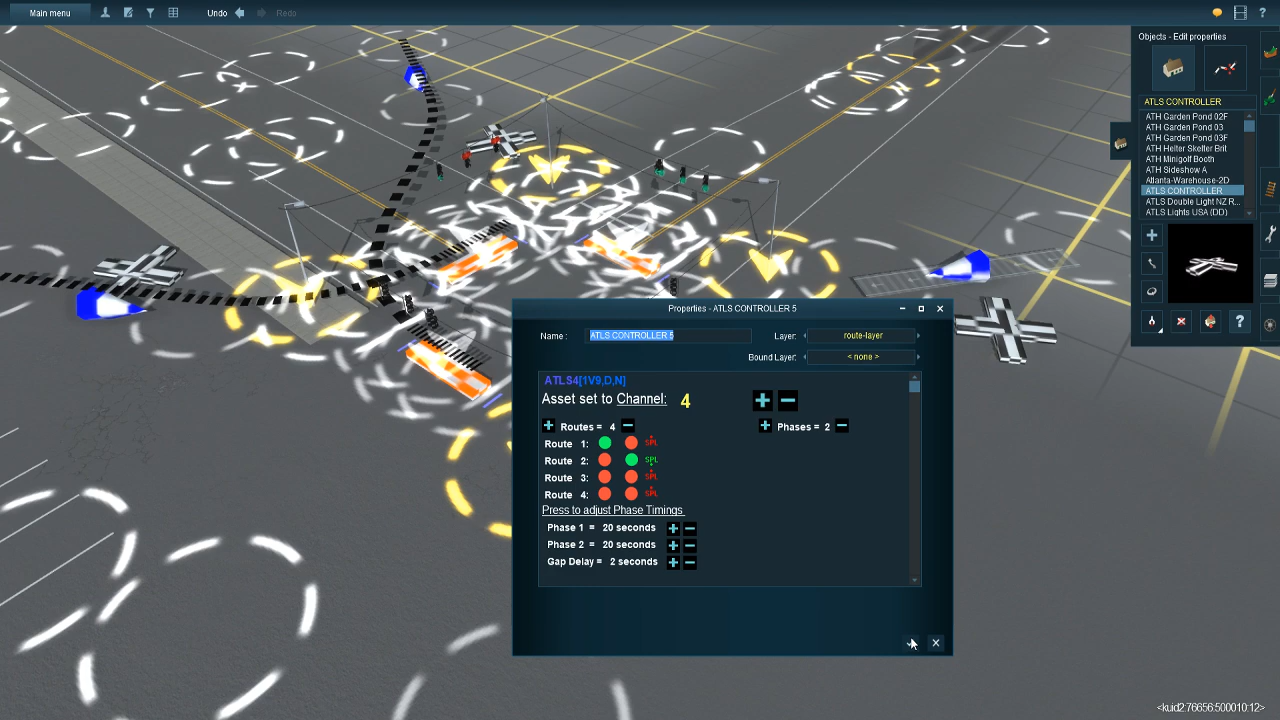 Main menu
Undo
Redo
Objects - Edit properties
ATLS CONTROLLER
ATH Garden Pond 02F
ATH Garden Pond 03
ATH Garden Pond 03F
ATH Helter Skelter Brit
ATH Minigolf Booth
ATH Sideshow A
Atlanta-Warehouse-2D
ATLS CONTROLLER
ATLS Double Light NZ R...
ATLS Lights USA (DD)
Properties - ATLS CONTROLLER 5
Name : ATLS CONTROLLER 5
Layer: route-layer
Bound Layer: < none >
ATLS4[1V9,D,N]
Asset set to Channel: 4
Routes = 4
Phases = 2
Route 1: SPL
Route 2: SPL
Route 3: SPL
Route 4: SPL
Press to adjust Phase Timings
Phase 1 = 20 seconds
Phase 2 = 20 seconds
Gap Delay = 2 seconds
<kuid2:76656:500010:12>